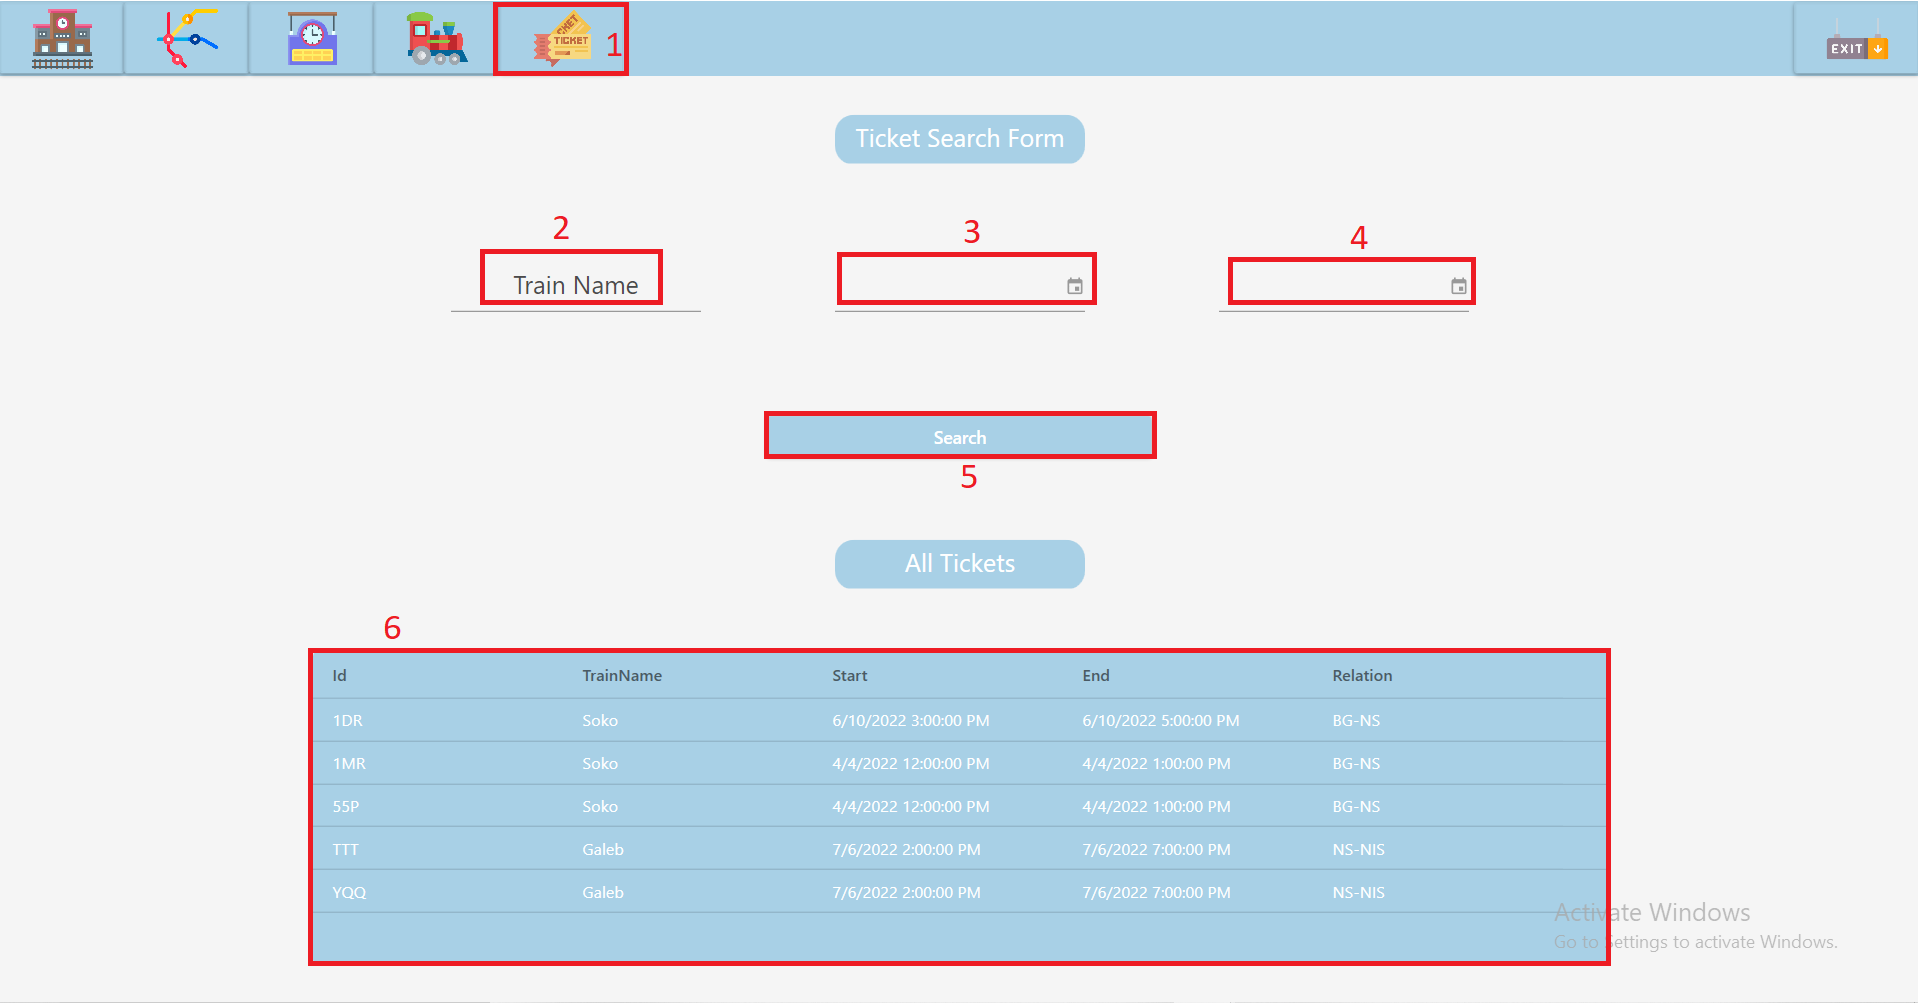 TICKET
TICKET
1
EXIT
Ticket Search Form
2
3
4
Train Name
Search
5
All Tickets
6
Id TrainName Start End Relation
1DR Soko 6/10/2022 3:00:00 PM 6/10/2022 5:00:00 PM BG-NS
1MR Soko 4/4/2022 12:00:00 PM 4/4/2022 1:00:00 PM BG-NS
55P Soko 4/4/2022 12:00:00 PM 4/4/2022 1:00:00 PM BG-NS
TTT Galeb 7/6/2022 2:00:00 PM 7/6/2022 7:00:00 PM NS-NIS
YQQ Galeb 7/6/2022 2:00:00 PM 7/6/2022 7:00:00 PM NS-NIS
Activate Windows
Go to Settings to activate Windows.